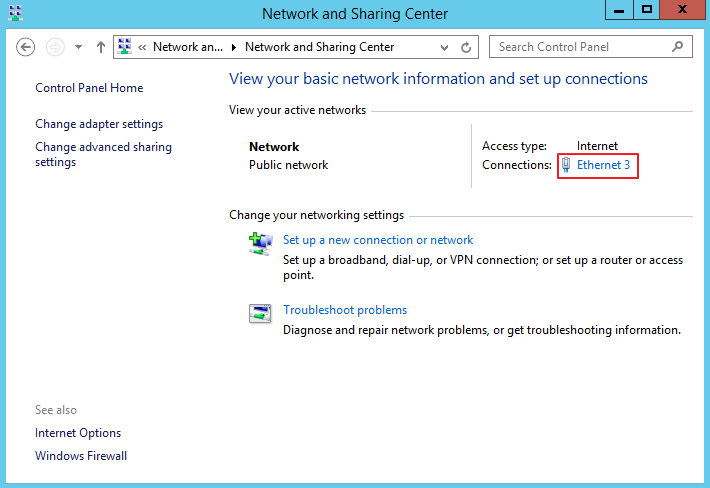 Network and Sharing Center
Network an... Network and Sharing Center
Search Control Panel
View your basic network information and set up connections
Control Panel Home
View your active networks
Change adapter settings
Change advanced sharing
settings
Network
Public network
Access type: Internet
Connections: Ethernet 3
Change your networking settings
Set up a new connection or network
Set up a broadband, dial-up, or VPN connection; or set up a router or access
point.
Troubleshoot problems
Diagnose and repair network problems, or get troubleshooting information.
See also
Internet Options
Windows Firewall